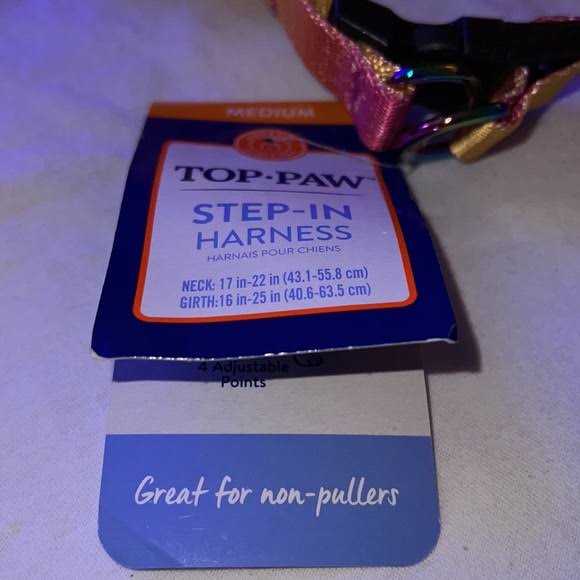 MEDIUM
TOP·PAW™
STEP-IN
HARNESS
HARNAIS POUR CHIENS
NECK: 17 in-22 in (43.1-55.8 cm)
GIRTH:16 in-25 in (40.6-63.5 cm)
4 Adjustable
Points
Great for non-pullers